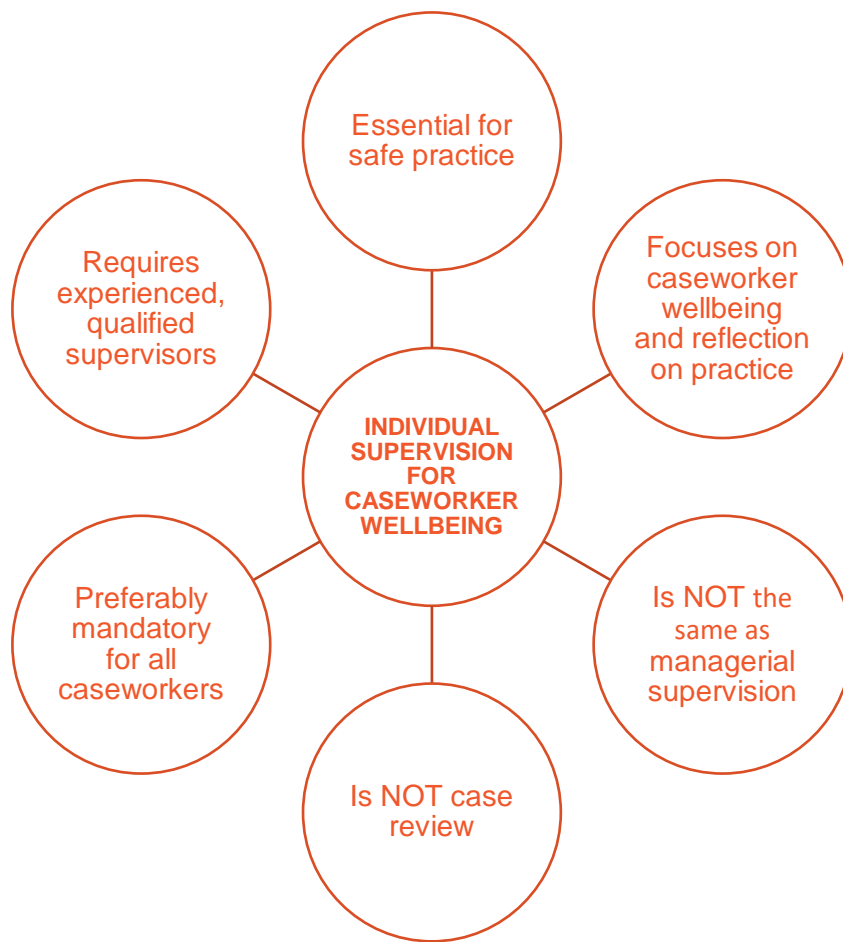 Essential for
safe practice
Focuses on
caseworker
wellbeing
and reflection
on practice
Is NOT the
same as
managerial
supervision
Is NOT case
review
Preferably
mandatory
for all
caseworkers
Requires
experienced,
qualified
supervisors
INDIVIDUAL
SUPERVISION
FOR
CASEWORKER
WELLBEING